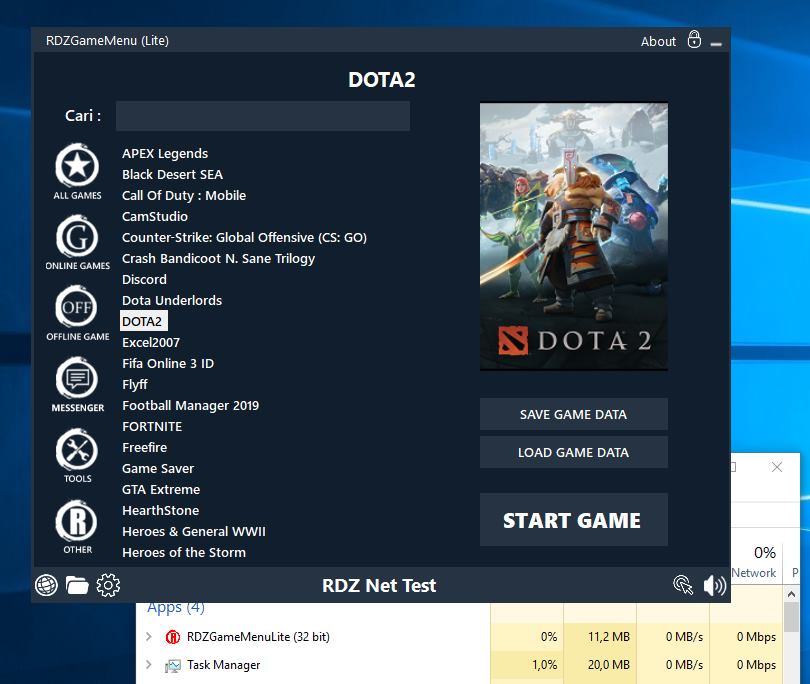 RDZGameMenu (Lite)
About
DOTA2
Cari :
ALL GAMES
ONLINE GAMES
OFF
OFFLINE GAME
MESSENGER
TOOLS
OTHER
APEX Legends
Black Desert SEA
Call Of Duty : Mobile
CamStudio
Counter-Strike: Global Offensive (CS: GO)
Crash Bandicoot N. Sane Trilogy
Discord
Dota Underlords
DOTA2
Excel2007
Fifa Online 3 ID
Flyff
Football Manager 2019
FORTNITE
Freefire
Game Saver
GTA Extreme
HearthStone
Heroes & General WWII
Heroes of the Storm
DOTA 2
SAVE GAME DATA
LOAD GAME DATA
START GAME
RDZ Net Test
0%
Network
P
Apps (4)
RDZGameMenuLite (32 bit) 0% 11,2 MB 0 MB/s 0 Mbps
Task Manager 1,0% 20,0 MB 0 MB/s 0 Mbps